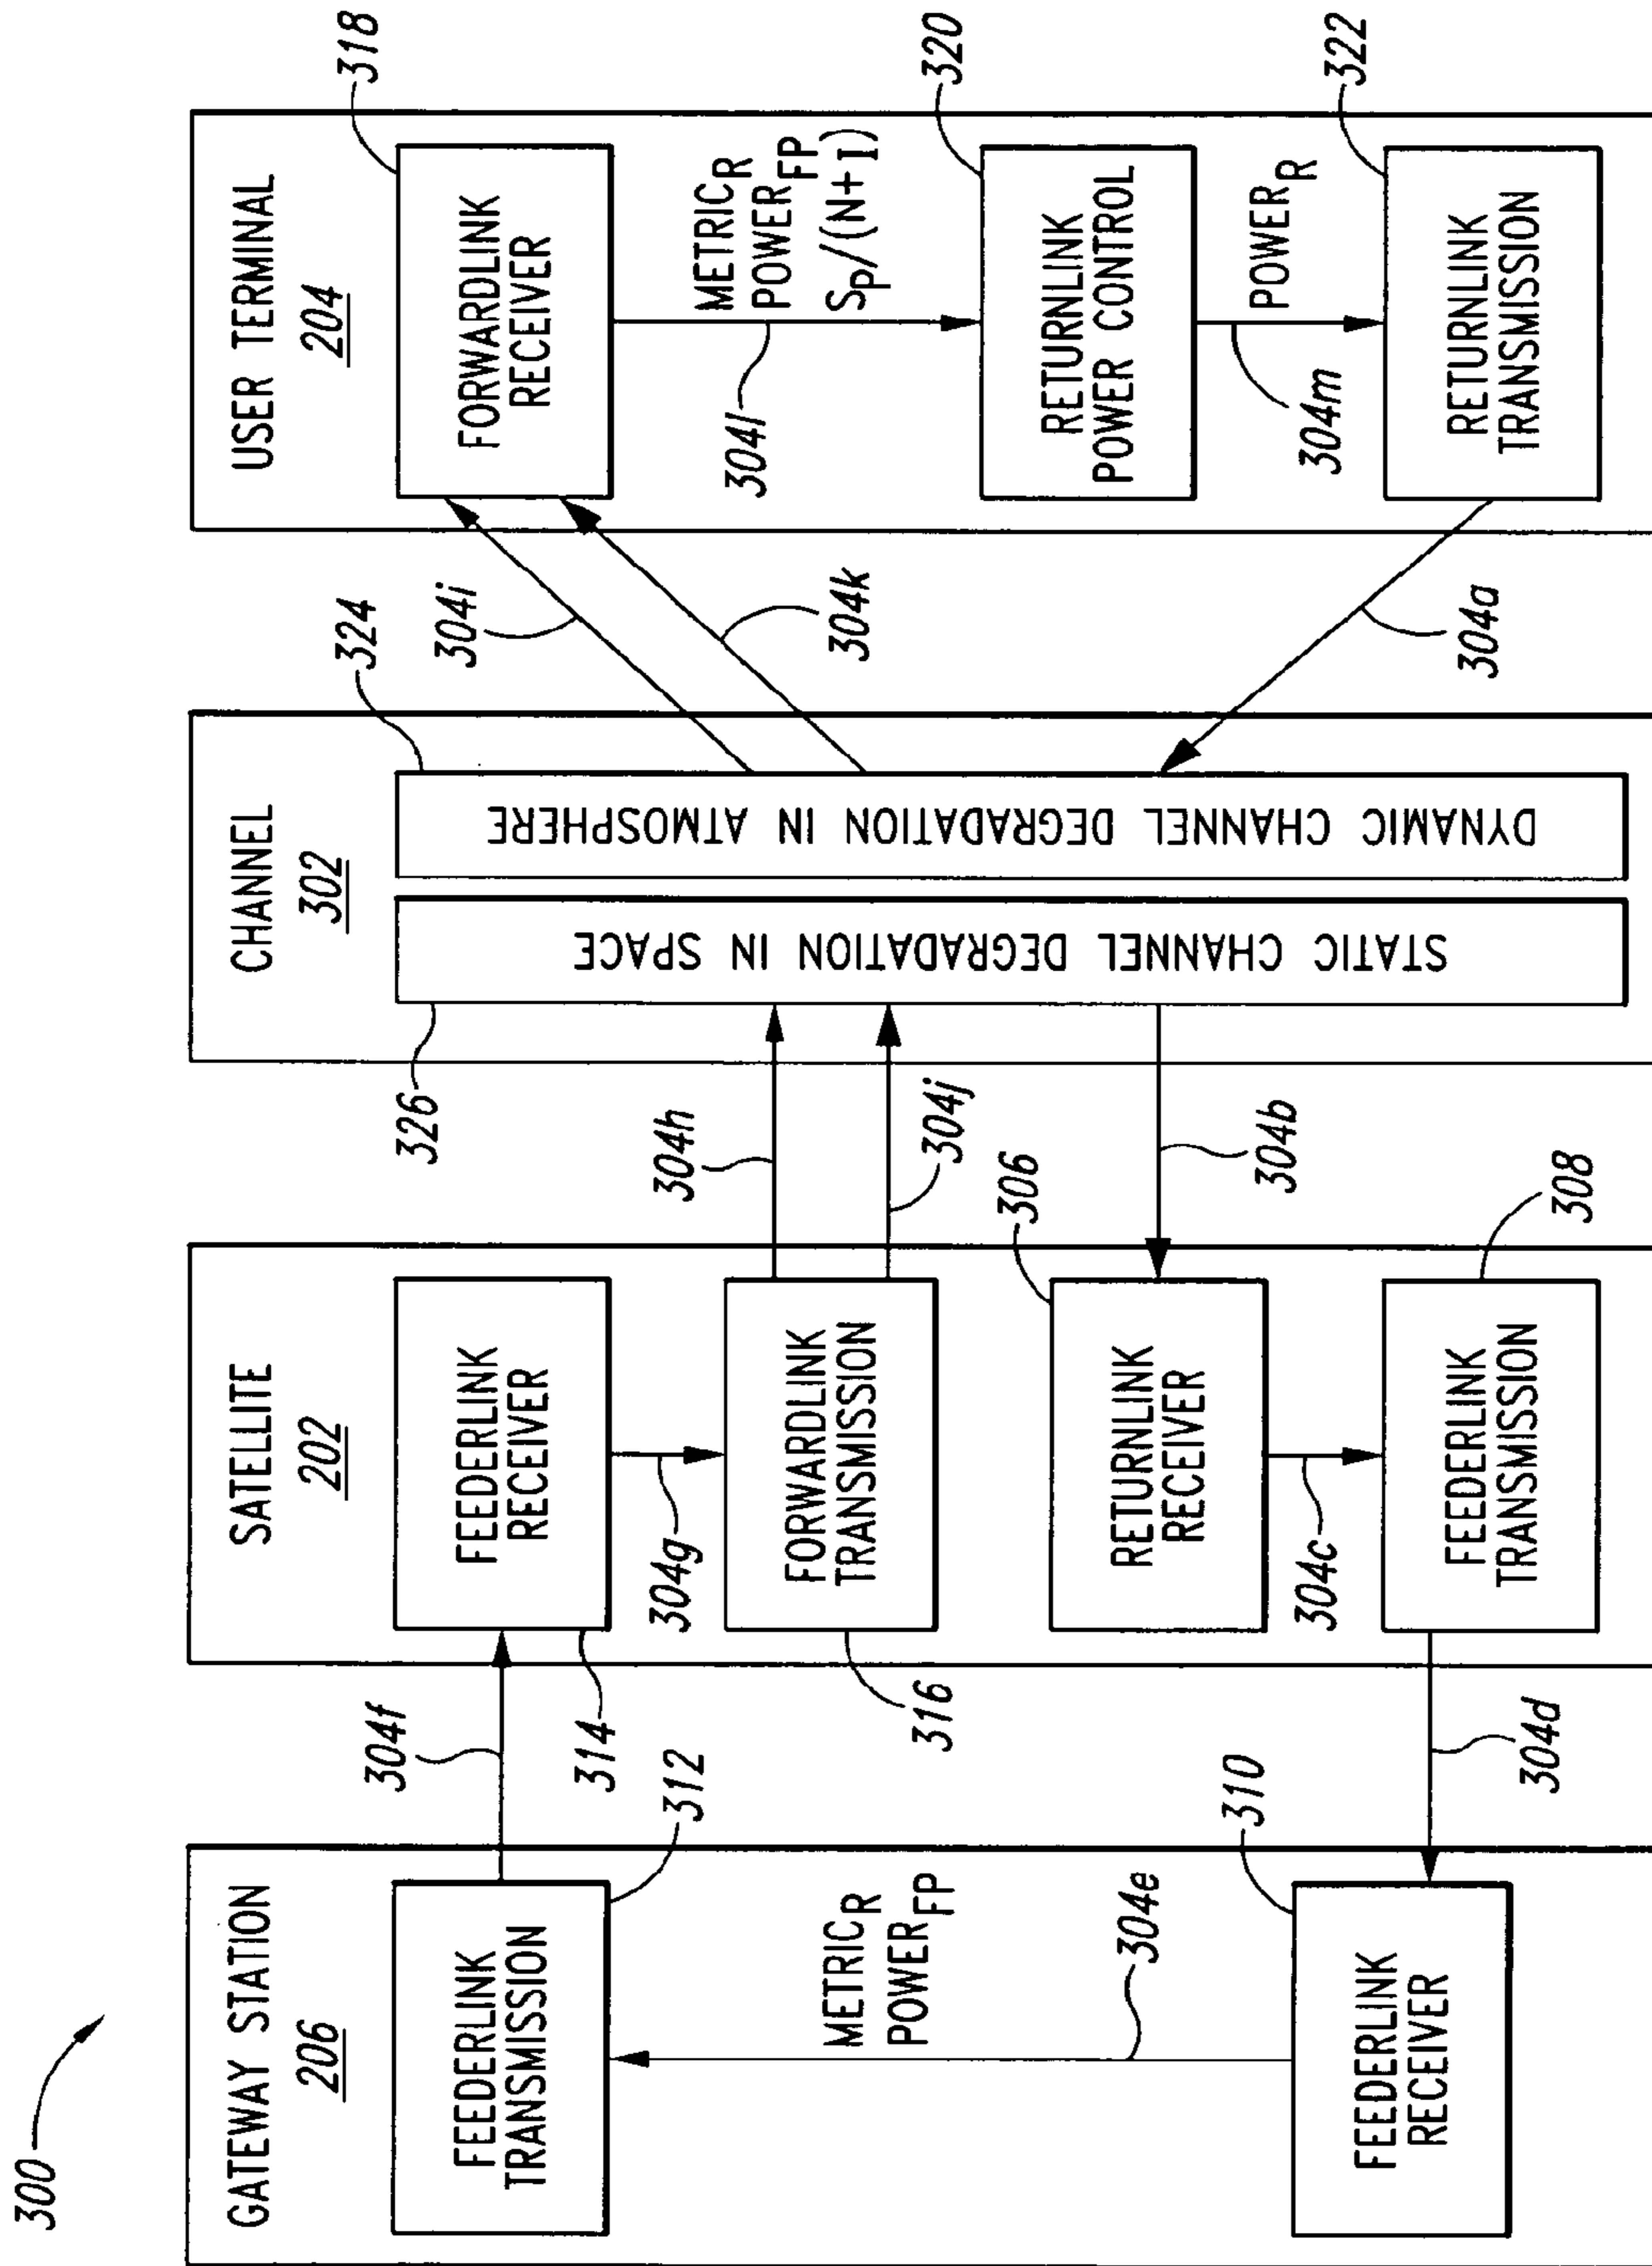 300
GATEWAY STATION
206
FEEDERLINK
TRANSMISSION
312
METRIC_R
POWER_FP
304e
FEEDERLINK
RECEIVER
310
304f
304d
SATELLITE
202
FEEDERLINK
RECEIVER
314
304g
FORWARDLINK
TRANSMISSION
316
RETURNLINK
RECEIVER
306
304c
FEEDERLINK
TRANSMISSION
308
304h
304j
304b
CHANNEL
302
326
STATIC CHANNEL DEGRADATION IN SPACE
324
DYNAMIC CHANNEL DEGRADATION IN ATMOSPHERE
304i
304k
304a
USER TERMINAL
204
FORWARDLINK
RECEIVER
318
METRIC_R
POWER_FP
S_P/(N+I)
304l
RETURNLINK
POWER CONTROL
320
POWER_R
304m
RETURNLINK
TRANSMISSION
322